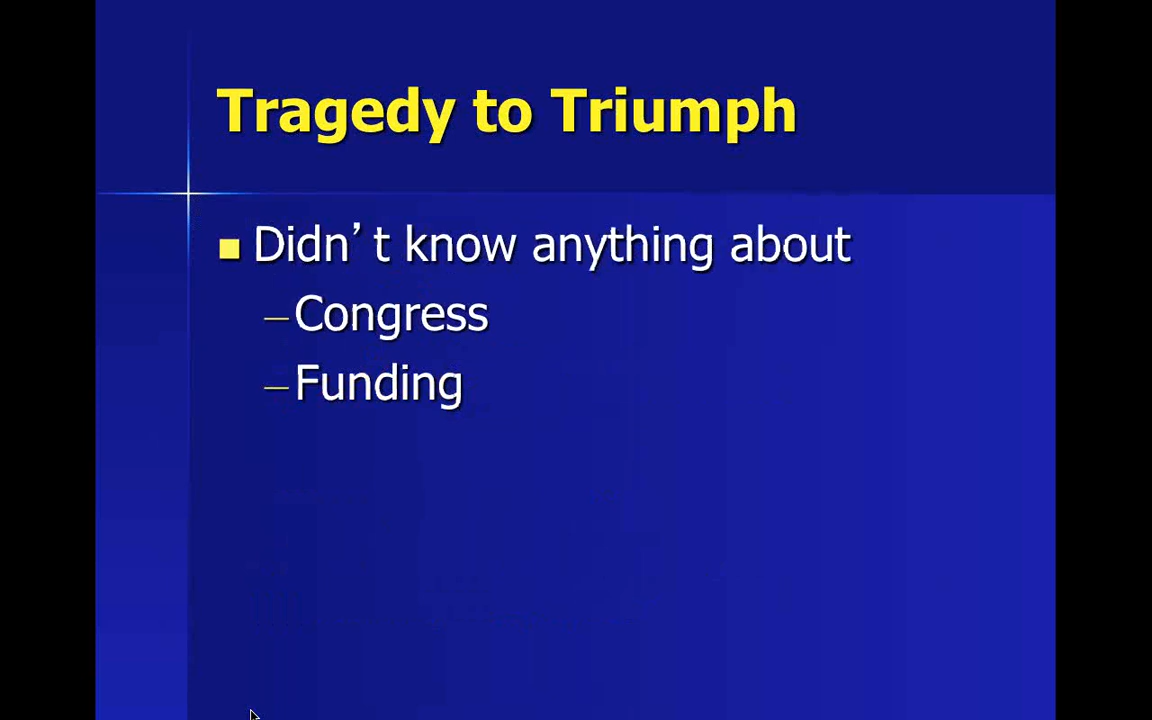 Tragedy to Triumph
■ Didn’t know anything about
–Congress
–Funding